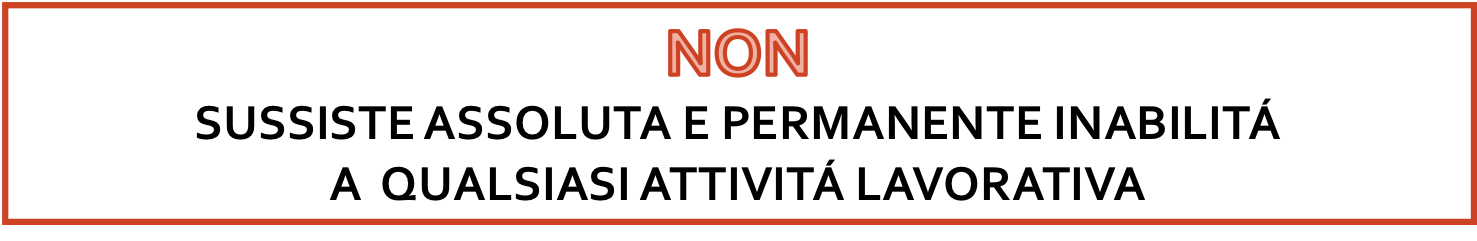 NON
SUSSISTE ASSOLUTA E PERMANENTE INABILITÁ
A QUALSIASI ATTIVITÁ LAVORATIVA